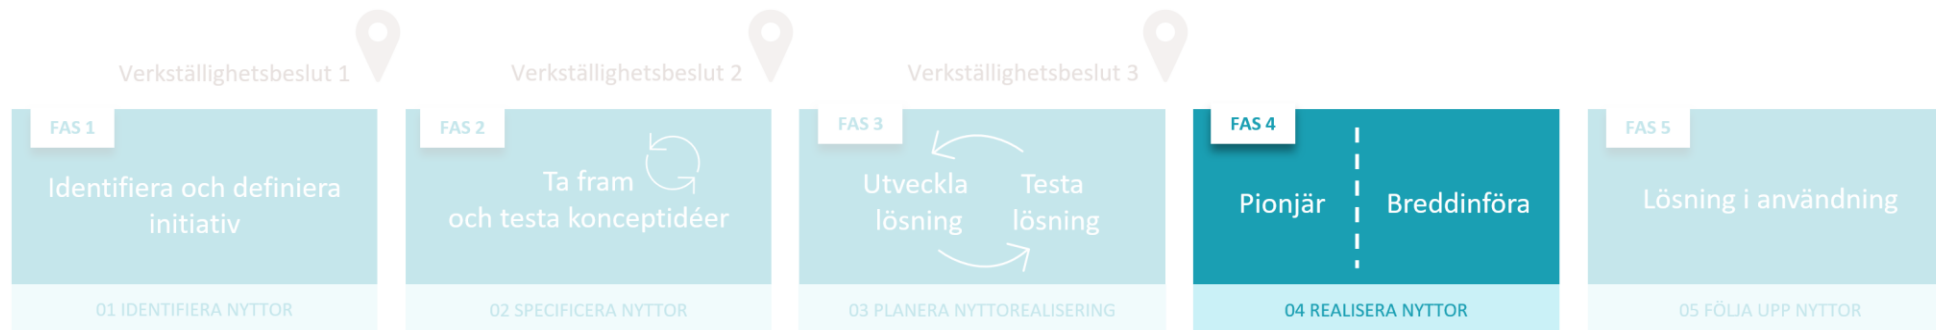 Verkställighetsbeslut 1
Verkställighetsbeslut 2
Verkställighetsbeslut 3
FAS 1
Identifiera och definiera
initiativ
01 IDENTIFIERA NYTTOR
FAS 2
Ta fram
och testa konceptidéer
02 SPECIFICERA NYTTOR
FAS 3
Utveckla
lösning
Testa
lösning
03 PLANERA NYTTOREALISERING
FAS 4
Pionjär
Breddinföra
04 REALISERA NYTTOR
FAS 5
Lösning i användning
05 FÖLJA UPP NYTTOR